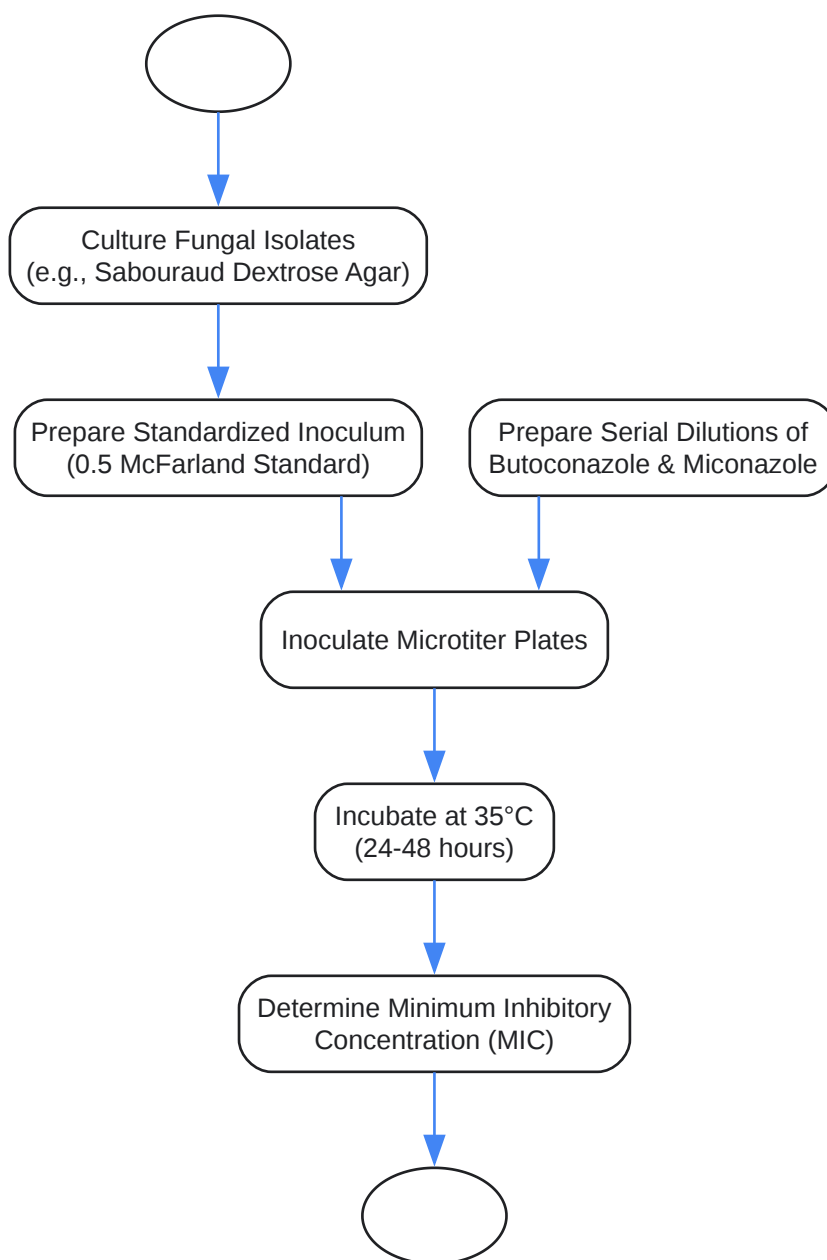 Culture Fungal Isolates
(e.g., Sabouraud Dextrose Agar)
Prepare Standardized Inoculum
(0.5 McFarland Standard)
Prepare Serial Dilutions of
Butoconazole & Miconazole
Inoculate Microtiter Plates
Incubate at 35°C
(24-48 hours)
Determine Minimum Inhibitory
Concentration (MIC)